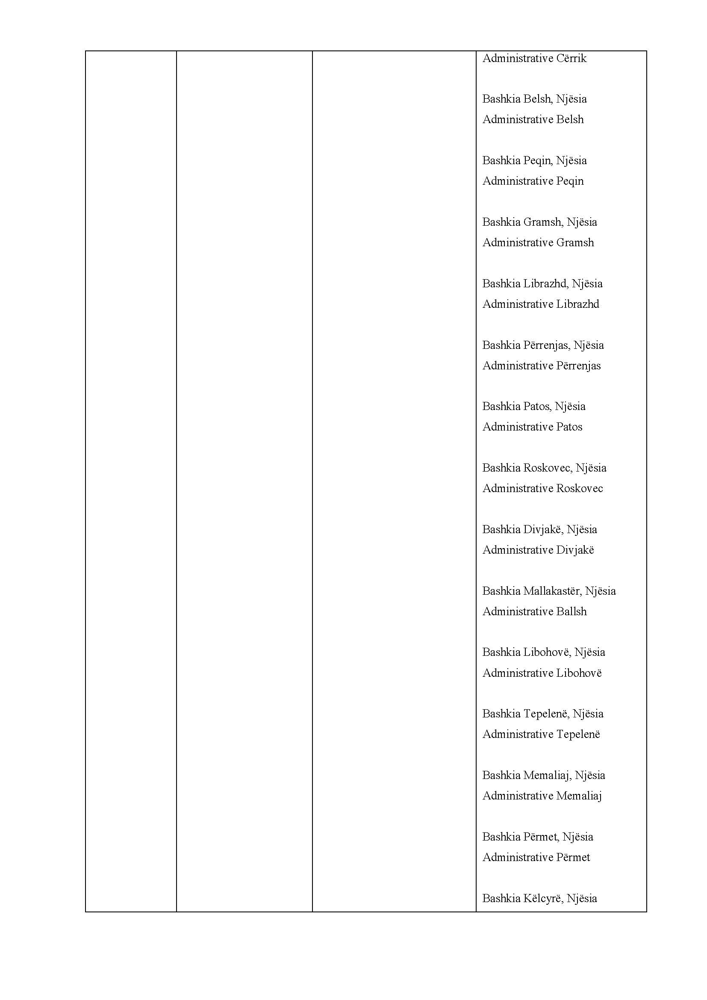 Administrative Cërrik
Bashkia Belsh, Njësia
Administrative Belsh
Bashkia Peqin, Njësia
Administrative Peqin
Bashkia Gramsh, Njësia
Administrative Gramsh
Bashkia Librazhd, Njësia
Administrative Librazhd
Bashkia Përrenjas, Njësia
Administrative Përrenjas
Bashkia Patos, Njësia
Administrative Patos
Bashkia Roskovec, Njësia
Administrative Roskovec
Bashkia Divjakë, Njësia
Administrative Divjakë
Bashkia Mallakastër, Njësia
Administrative Ballsh
Bashkia Libohovë, Njësia
Administrative Libohovë
Bashkia Tepelenë, Njësia
Administrative Tepelenë
Bashkia Memaliaj, Njësia
Administrative Memaliaj
Bashkia Përmet, Njësia
Administrative Përmet
Bashkia Këlcyrë, Njësia